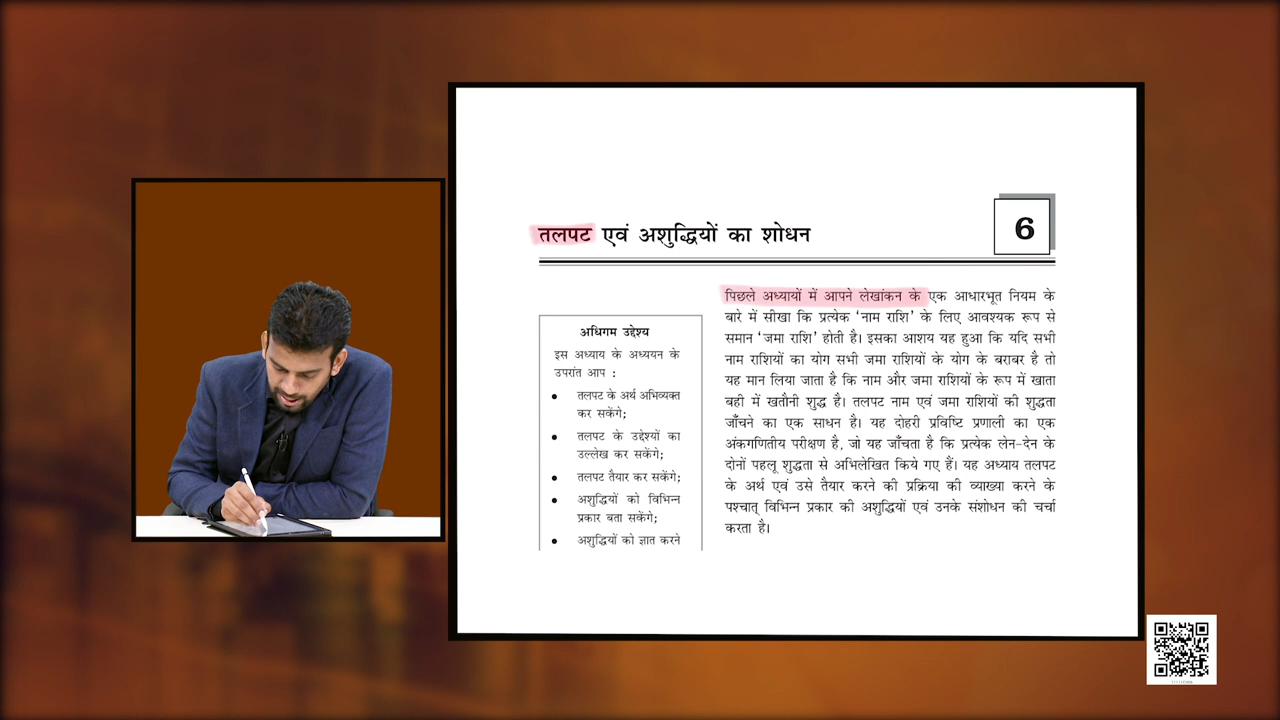 तलपट एवं अशुद्धियों का शोधन
6
अधिगम उद्देश्य
इस अध्याय के अध्ययन के
उपरांत आप :
• तलपट के अर्थ अभिव्यक्त
कर सकेंगे;
• तलपट के उद्देश्यों का
उल्लेख कर सकेंगे;
• तलपट तैयार कर सकेंगे;
• अशुद्धियों को विभिन्न
प्रकार बता सकेंगे;
• अशुद्धियों को ज्ञात करने
पिछले अध्यायों में आपने लेखांकन के एक आधारभूत नियम के
बारे में सीखा कि प्रत्येक ‘नाम राशि’ के लिए आवश्यक रूप से
समान ‘जमा राशि’ होती है। इसका आशय यह हुआ कि यदि सभी
नाम राशियों का योग सभी जमा राशियों के योग के बराबर है तो
यह मान लिया जाता है कि नाम और जमा राशियों के रूप में खाता
बही में खतौनी शुद्ध है। तलपट नाम एवं जमा राशियों की शुद्धता
जाँचने का एक साधन है। यह दोहरी प्रविष्टि प्रणाली का एक
अंकगणितीय परीक्षण है, जो यह जाँचता है कि प्रत्येक लेन-देन के
दोनों पहलू शुद्धता से अभिलेखित किये गए हैं। यह अध्याय तलपट
के अर्थ एवं उसे तैयार करने की प्रक्रिया की व्याख्या करने के
पश्चात् विभिन्न प्रकार की अशुद्धियों एवं उनके संशोधन की चर्चा
करता है।